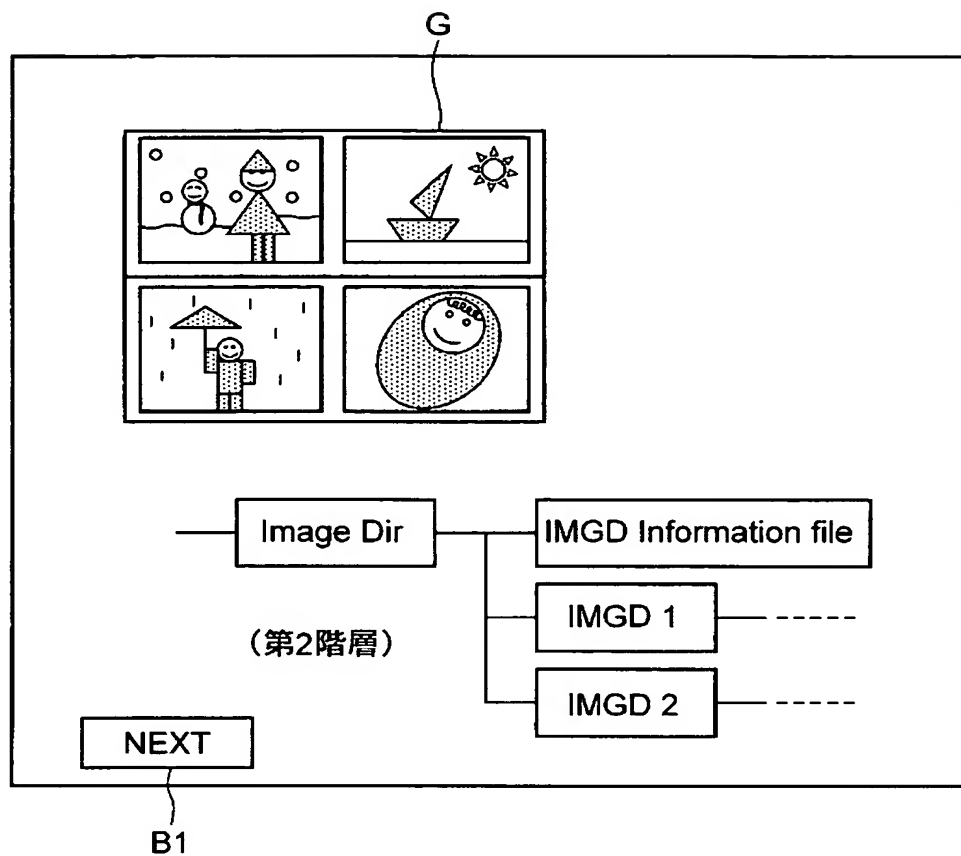 G
Image Dir
IMGD Information file
IMGD 1
(第2階層)
IMGD 2
NEXT
B1